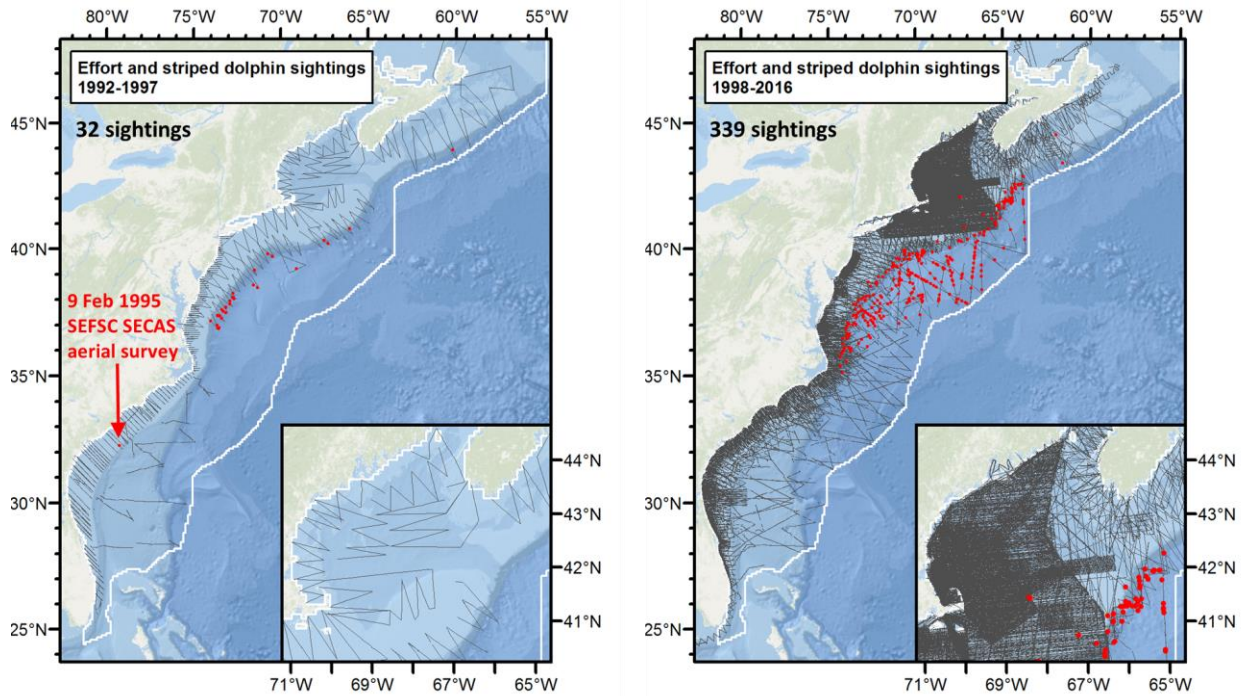 80°W 75°W 70°W 65°W 60°W 55°W
Effort and striped dolphin sightings
1992-1997
32 sightings
45°N
40°N
35°N
30°N
25°N
9 Feb 1995
SEFSC SECAS
aerial survey
44°N
43°N
42°N
41°N
71°W 69°W 67°W 65°W
80°W 75°W 70°W 65°W 60°W 55°W
Effort and striped dolphin sightings
1998-2016
339 sightings
45°N
40°N
35°N
30°N
25°N
44°N
43°N
42°N
41°N
71°W 69°W 67°W 65°W